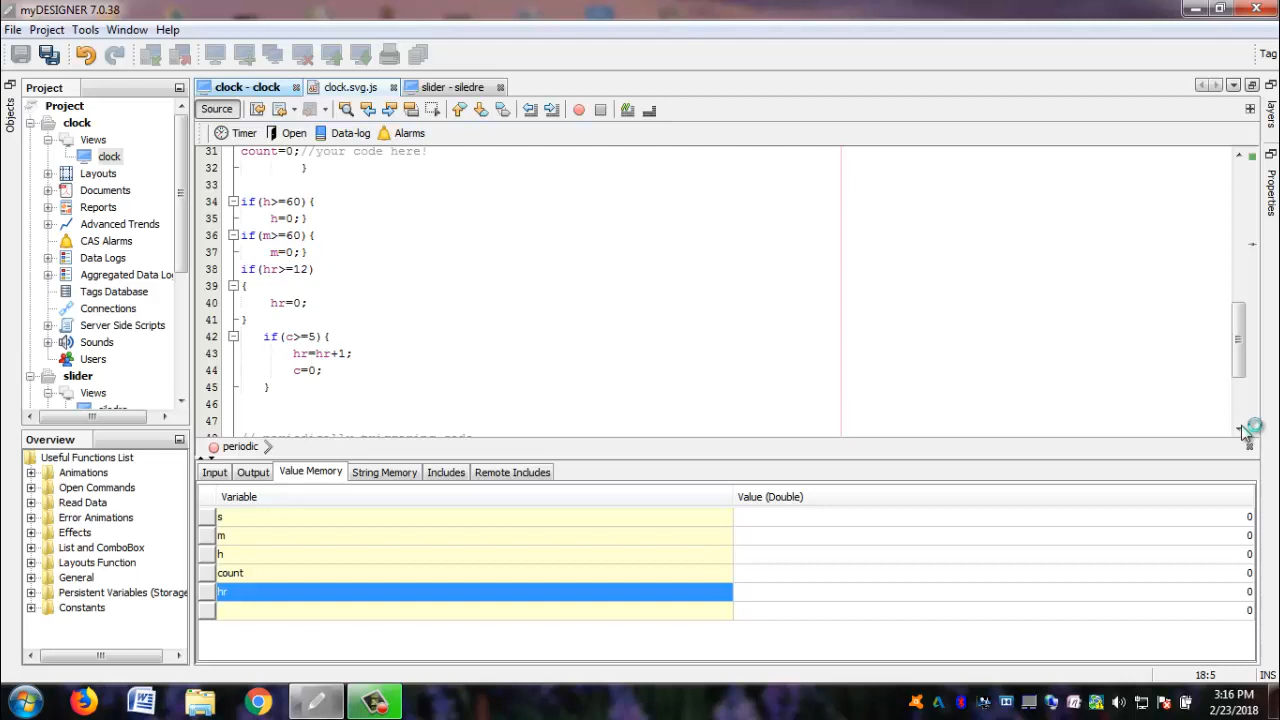 myDESIGNER 7.0.38
File Project Tools Window Help
Tag
Project
clock - clock
clock.svg.js
slider - siledre
Objects
Project
Source
layers
clock
Timer
Open
Data-log
Alarms
Views
clock
31 count=0;//your code here!
32 }
Layouts
33
Documents
34 if(h>=60){
Reports
35 h=0;}
Advanced Trends
36 if(m>=60){
Properties
CAS Alarms
37 m=0;}
Data Logs
38 if(hr>=12)
Aggregated Data Log
39 {
Tags Database
40 hr=0;
Connections
41 }
Server Side Scripts
42 if(c>=5){
Sounds
43 hr=hr+1;
Users
44 c=0;
slider
45 }
Views
46
47
Overview
periodic
Useful Functions List
Input
Output
Value Memory
String Memory
Includes
Remote Includes
Animations
Open Commands
Variable
Value (Double)
Read Data
s 0
Error Animations
m 0
Effects
h 0
List and ComboBox
count 0
Layouts Function
hr 0
General
0
Persistent Variables (Storage
Constants
18:5
INS
3:16 PM
2/23/2018